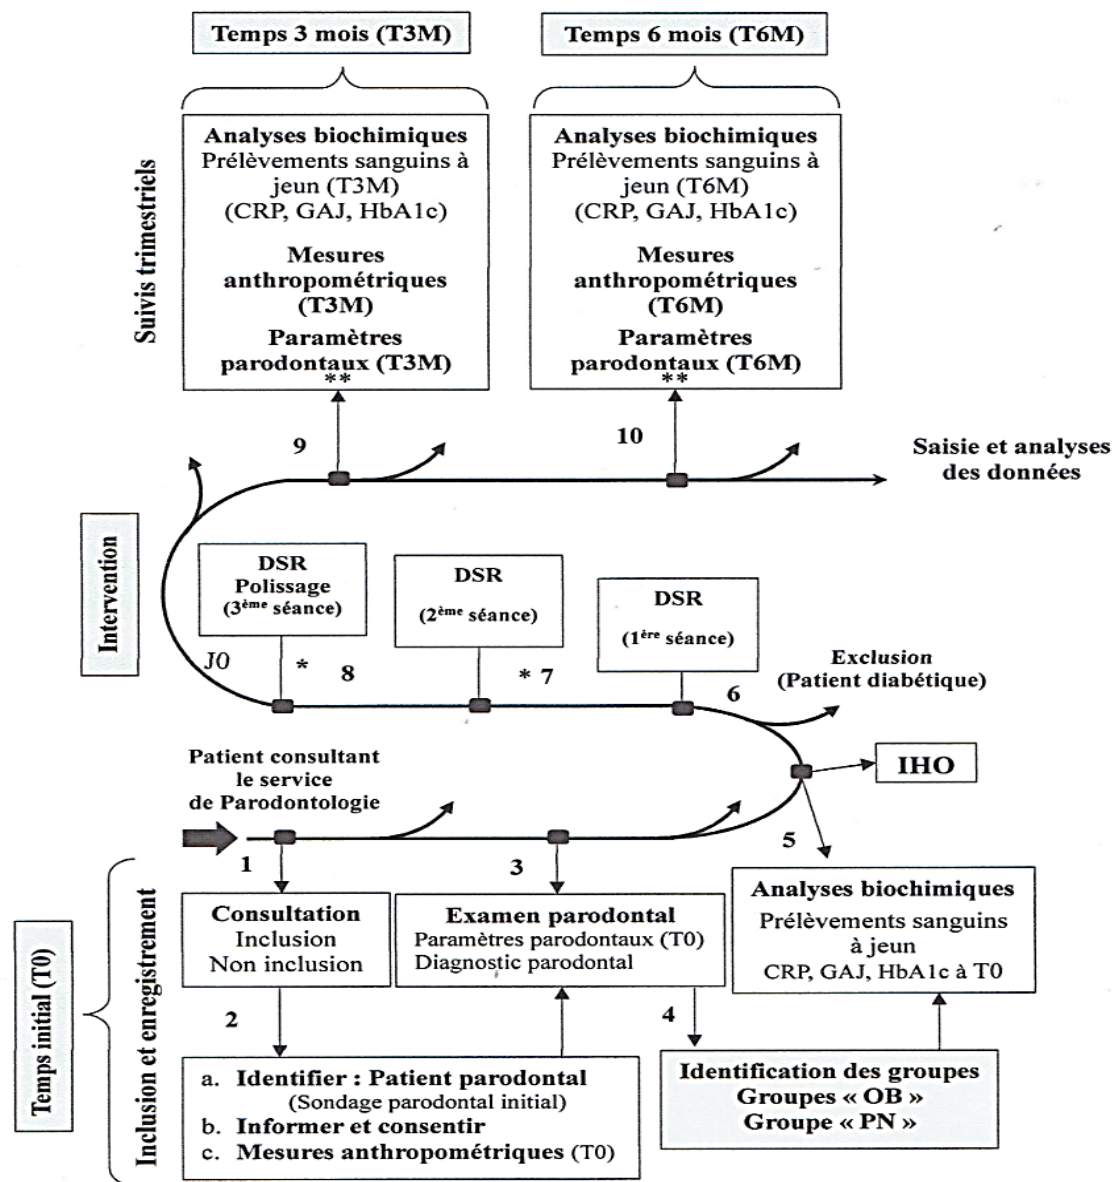 Temps 3 mois (T3M)
Temps 6 mois (T6M)
Suivis trimestriels
Analyses biochimiques
Prélèvements sanguins à
jeun (T3M)
(CRP, GAJ, HbA1c)
Mesures
anthropométriques
(T3M)
Paramètres
parodontaux (T3M)
**
Analyses biochimiques
Prélèvements sanguins à
jeun (T6M)
(CRP, GAJ, HbA1c)
Mesures
anthropométriques
(T6M)
Paramètres
parodontaux (T6M)
**
9
10
Saisie et analyses
des données
Intervention
DSR
Polissage
(3ème séance)
DSR
(2ème séance)
DSR
(1ère séance)
J0
*
8
* 7
6
Exclusion
(Patient diabétique)
Patient consultant
le service
de Parodontologie
IHO
1
3
5
Temps initial (T0)
Inclusion et enregistrement
Consultation
Inclusion
Non inclusion
Examen parodontal
Paramètres parodontaux (T0)
Diagnostic parodontal
Analyses biochimiques
Prélèvements sanguins
à jeun
CRP, GAJ, HbA1c à T0
2
4
a. Identifier : Patient parodontal
(Sondage parodontal initial)
b. Informer et consentir
c. Mesures anthropométriques (T0)
Identification des groupes
Groupes « OB »
Groupe « PN »